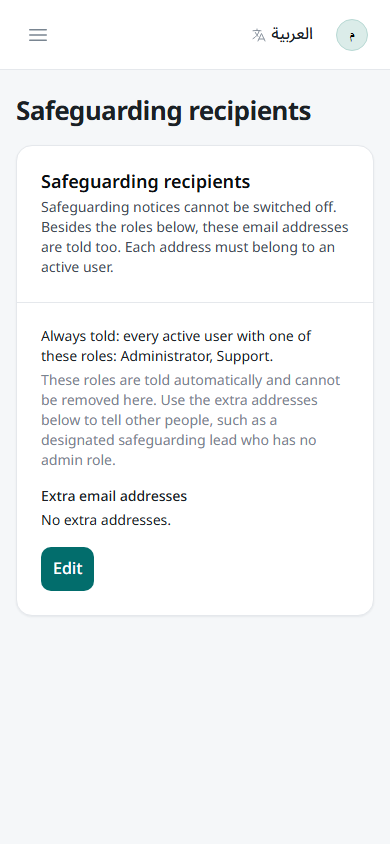 العربية
م
Safeguarding recipients
Safeguarding recipients
Safeguarding notices cannot be switched off.
Besides the roles below, these email addresses
are told too. Each address must belong to an
active user.
Always told: every active user with one of
these roles: Administrator, Support.
These roles are told automatically and cannot
be removed here. Use the extra addresses
below to tell other people, such as a
designated safeguarding lead who has no
admin role.
Extra email addresses
No extra addresses.
Edit